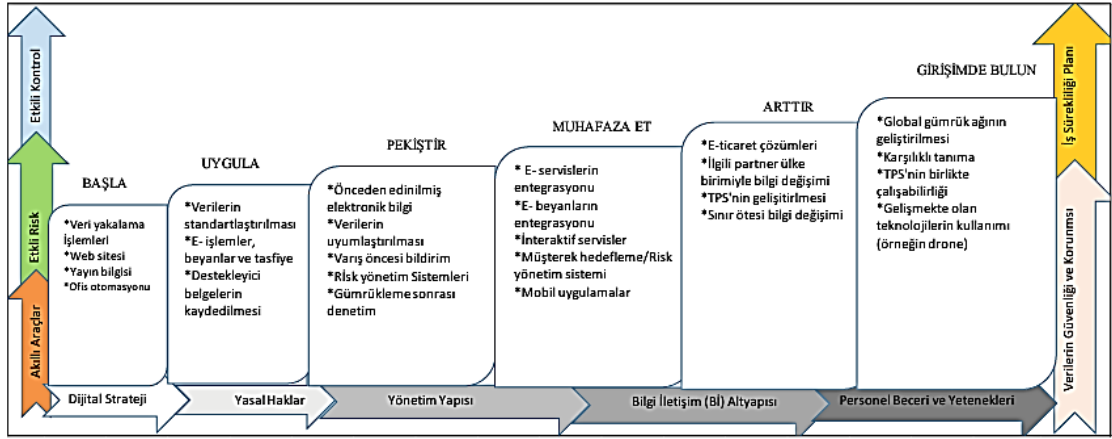 Etkili Kontrol
Etkili Risk
Akıllı Araçlar
BAŞLA
*Veri yakalama
İşlemleri
*Web sitesi
*Yayın bilgisi
*Ofis otomasyonu
UYGULA
*Verilerin
standartlaştırılması
*E- işlemler,
beyanlar ve tasfiye
*Destekleyici
belgelerin
kaydedilmesi
PEKİŞTİR
*Önceden edinilmiş
elektronik bilgi
*Verilerin
uyumlaştırılması
*Varış öncesi bildirim
*Rİsk yönetim Sistemleri
*Gümrükleme sonrası
denetim
MUHAFAZA ET
* E- servislerin
entegrasyonu
*E- beyanların
entegrasyonu
*İnteraktif servisler
*Müşterek hedefleme/Risk
yönetim sistemi
*Mobil uygulamalar
ARTTIR
*E-ticaret çözümleri
*İlgili partner ülke
birimiyle bilgi değişimi
*TPS'nin geliştirilmesi
*Sınır ötesi bilgi değişimi
GİRİŞİMDE BULUN
*Global gümrük ağının
geliştirilmesi
*Karşılıklı tanıma
*TPS'nin birlikte
çalışabilirliği
*Gelişmekte olan
teknolojilerin kullanımı
(örneğin drone)
İş Sürekliliği Planı
Verilerin Güvenliği ve Korunmsı
Dijital Strateji
Yasal Haklar
Yönetim Yapısı
Bilgi İletişim (Bİ) Altyapısı
Personel Beceri ve Yetenekleri